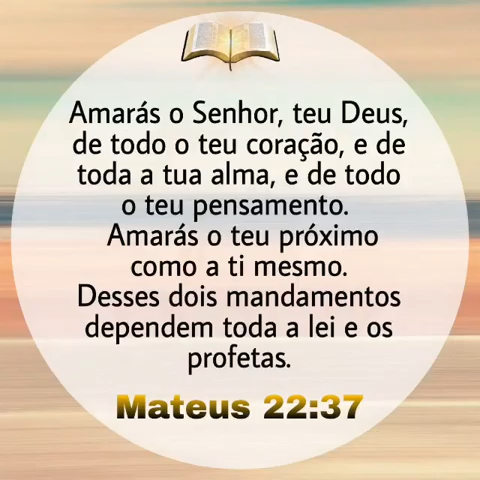 Amarás o Senhor, teu Deus,
de todo o teu coração, e de
toda a tua alma, e de todo
o teu pensamento.
Amarás o teu próximo
como a ti mesmo.
Desses dois mandamentos
dependem toda a lei e os
profetas.
Mateus 22:37